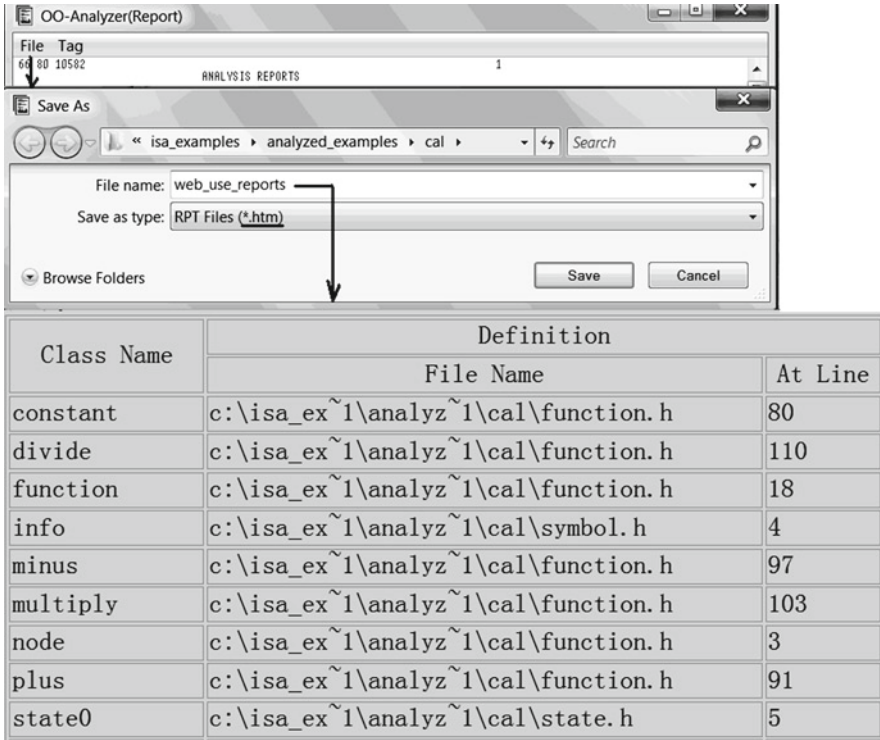 OO-Analyzer(Report)
File Tag
66 80 10582 1
ANALYSIS REPORTS
Save As
« isa_examples ▸ analyzed_examples ▸ cal ▸ Search
File name: web_use_reports
Save as type: RPT Files (*.htm)
Browse Folders Save Cancel
Class Name Definition
File Name At Line
constant c:\isa_ex~1\analyz~1\cal\function.h 80
divide c:\isa_ex~1\analyz~1\cal\function.h 110
function c:\isa_ex~1\analyz~1\cal\function.h 18
info c:\isa_ex~1\analyz~1\cal\symbol.h 4
minus c:\isa_ex~1\analyz~1\cal\function.h 97
multiply c:\isa_ex~1\analyz~1\cal\function.h 103
node c:\isa_ex~1\analyz~1\cal\function.h 3
plus c:\isa_ex~1\analyz~1\cal\function.h 91
state0 c:\isa_ex~1\analyz~1\cal\state.h 5